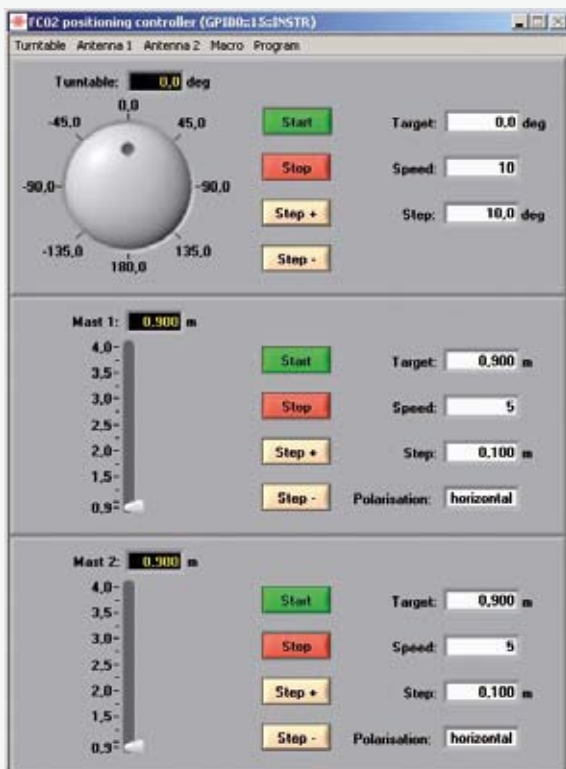 FC02 positioning controller (GPIB0::15::INSTR)
Turntable Antenna 1 Antenna 2 Macro Program
Turntable: 0,0 deg
0,0
-45,0 45,0
-90,0 -90,0
-135,0 135,0
180,0
Start Target: 0,0 deg
Stop Speed: 10
Step + Step: 10,0 deg
Step -
Mast 1: 0.900 m
4,0
3,5
3,0
2,5
2,0
1,5
0,9
Start Target: 0,900 m
Stop Speed: 5
Step + Step: 0,100 m
Step - Polarisation: horizontal
Mast 2: 0.900 m
4,0
3,5
3,0
2,5
2,0
1,5
0,9
Start Target: 0,900 m
Stop Speed: 5
Step + Step: 0,100 m
Step - Polarisation: horizontal